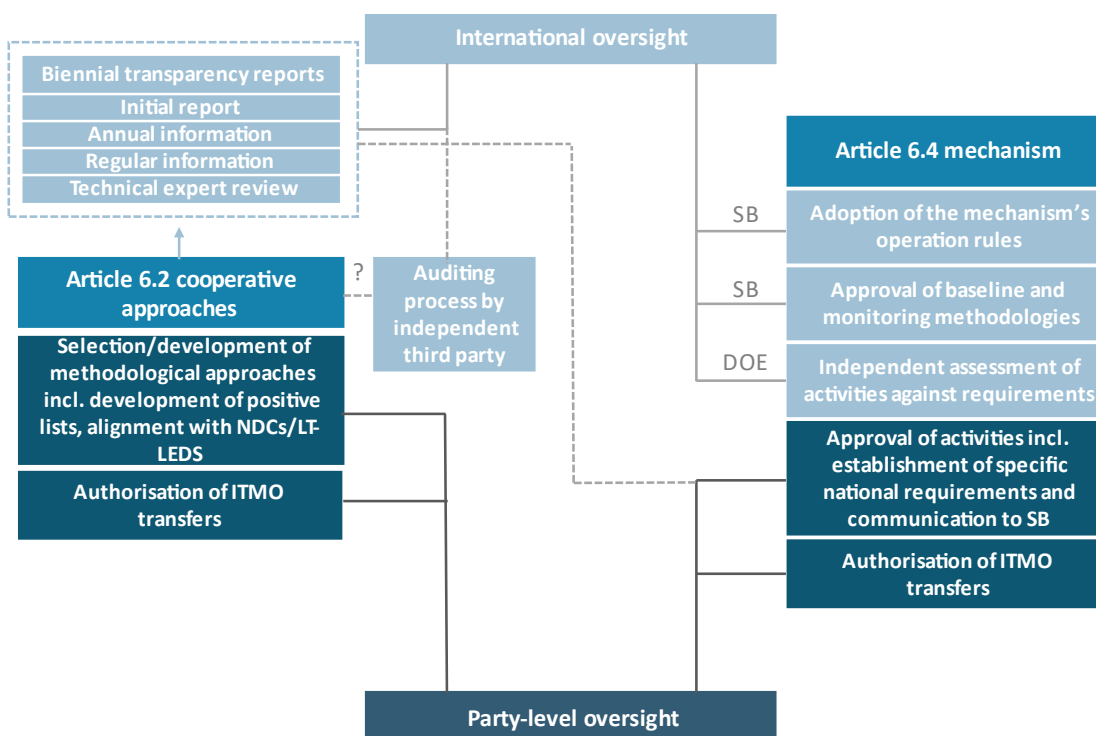 International oversight
Biennial transparency reports
Initial report
Annual information
Regular information
Technical expert review
Article 6.2 cooperative
approaches
?
Auditing
process by
independent
third party
Selection/development of
methodological approaches
incl. development of positive
lists, alignment with NDCs/LT-
LEDS
Authorisation of ITMO
transfers
Article 6.4 mechanism
SB
Adoption of the mechanism's
operation rules
SB
Approval of baseline and
monitoring methodologies
DOE
Independent assessment of
activities against requirements
Approval of activities incl.
establishment of specific
national requirements and
communication to SB
Authorisation of ITMO
transfers
Party-level oversight